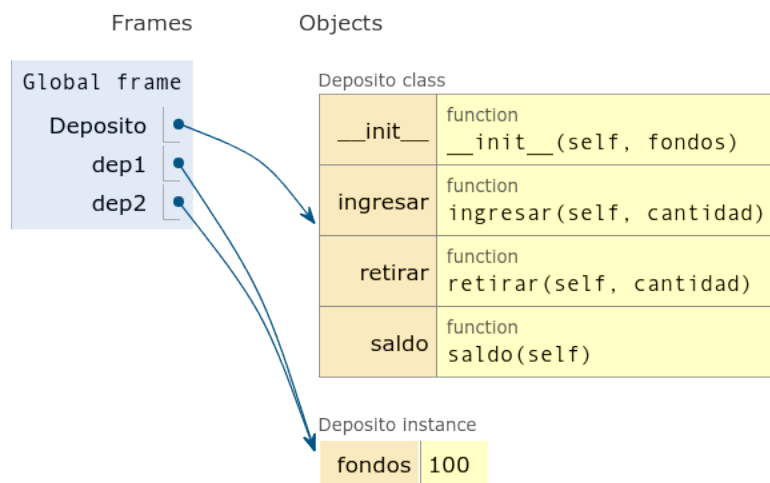 Frames Objects
Global frame
Deposito
dep1
dep2
Deposito class
__init__
function
__init__(self, fondos)
ingresar
function
ingresar(self, cantidad)
retirar
function
retirar(self, cantidad)
saldo
function
saldo(self)
Deposito instance
fondos 100